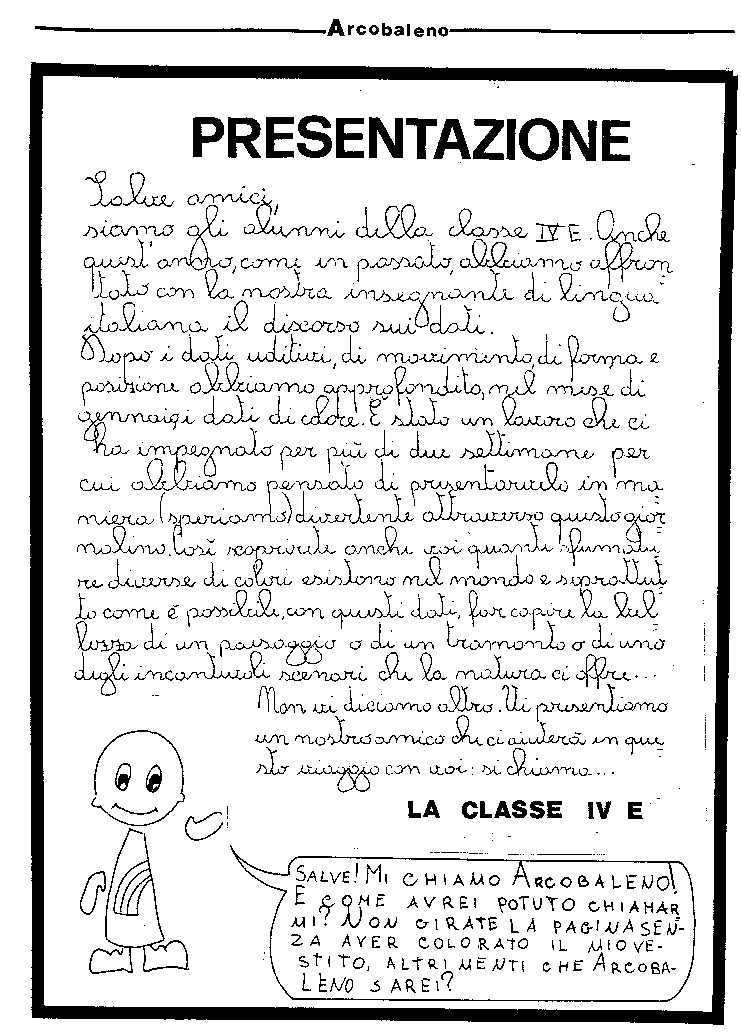 Arcobaleno
PRESENTAZIONE
Salve amici,
siamo gli alunni della classe IV E. Anche
quest'anno, come in passato, abbiamo affron
tato con la nostra insegnante di lingua
italiana il discorso sui dati.
Dopo i dati uditivi, di movimento, di forma e
posizione abbiamo approfondito, nel mese di
gennaio, i dati di colore. È stato un lavoro che ci
ha impegnato per più di due settimane per
cui abbiamo pensato di presentarvelo in ma
niera (speriamo) divertente attraverso questo gior
nalino. Così scoprirete anche voi quante sfumatu
re diverse di colori esistono nel mondo e soprattut
to come è possibile, con questi dati, far capire la bel
lezza di un paesaggio o di un tramonto o di uno
degli incantevoli scenari che la natura ci offre...
Non vi diciamo altro. Vi presentiamo
un nostro amico che ci aiuterà in que
sto viaggio con voi: si chiama...
LA CLASSE IV E
SALVE! MI CHIAMO ARCOBALENO!
E COME AVREI POTUTO CHIAMAR
MI? NON GIRATE LA PAGINA SEN-
ZA AVER COLORATO IL MIO VE-
STITO, ALTRIMENTI CHE ARCOBA-
LENO SAREI?